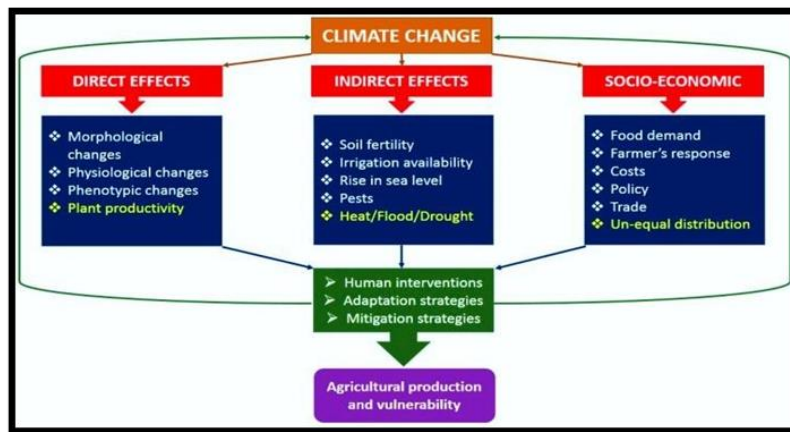 CLIMATE CHANGE
DIRECT EFFECTS
❖ Morphological
changes
❖ Physiological changes
❖ Phenotypic changes
❖ Plant productivity
INDIRECT EFFECTS
❖ Soil fertility
❖ Irrigation availability
❖ Rise in sea level
❖ Pests
❖ Heat/Flood/Drought
SOCIO-ECONOMIC
❖ Food demand
❖ Farmer's response
❖ Costs
❖ Policy
❖ Trade
❖ Un-equal distribution
➢ Human interventions
➢ Adaptation strategies
➢ Mitigation strategies
Agricultural production
and vulnerability